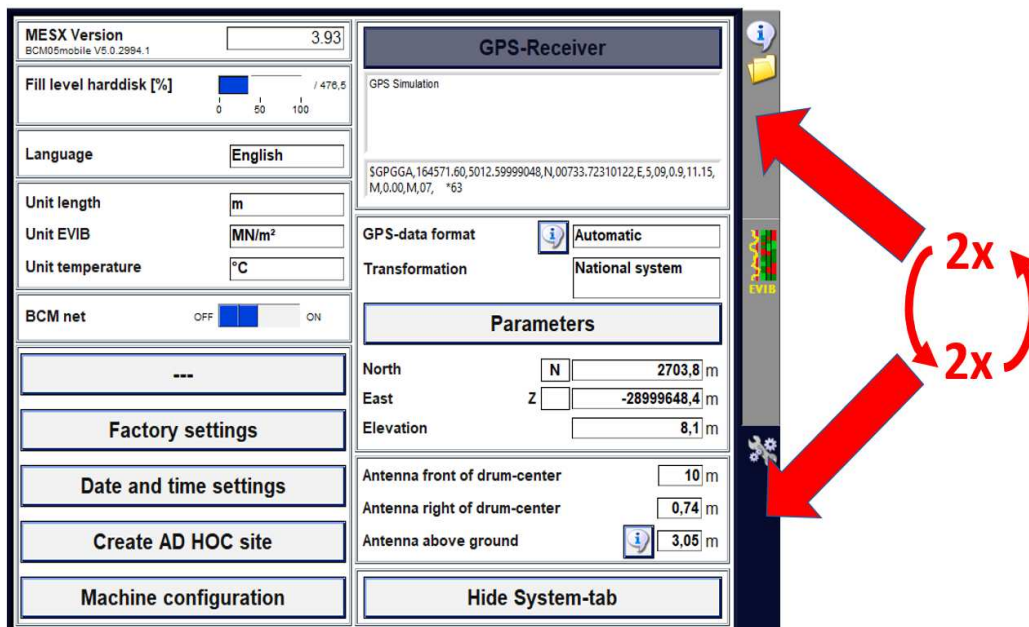 MESX Version
BCM05mobile V5.0.2994.1
3.93
Fill level harddisk [%]
/ 476,5
0 50 100
Language
English
Unit length
m
Unit EVIB
MN/m²
Unit temperature
°C
BCM net
OFF
ON
---
Factory settings
Date and time settings
Create AD HOC site
Machine configuration
GPS-Receiver
GPS Simulation
$GPGGA,164571.60,5012.59999048,N,00733.72310122,E,5,09,0.9,11.15,
M,0.00,M,07, *63
GPS-data format
Automatic
Transformation
National system
Parameters
North N 2703,8 m
East Z -28999648,4 m
Elevation 8,1 m
Antenna front of drum-center 10 m
Antenna right of drum-center 0,74 m
Antenna above ground 3,05 m
Hide System-tab
EVIB
2x
2x